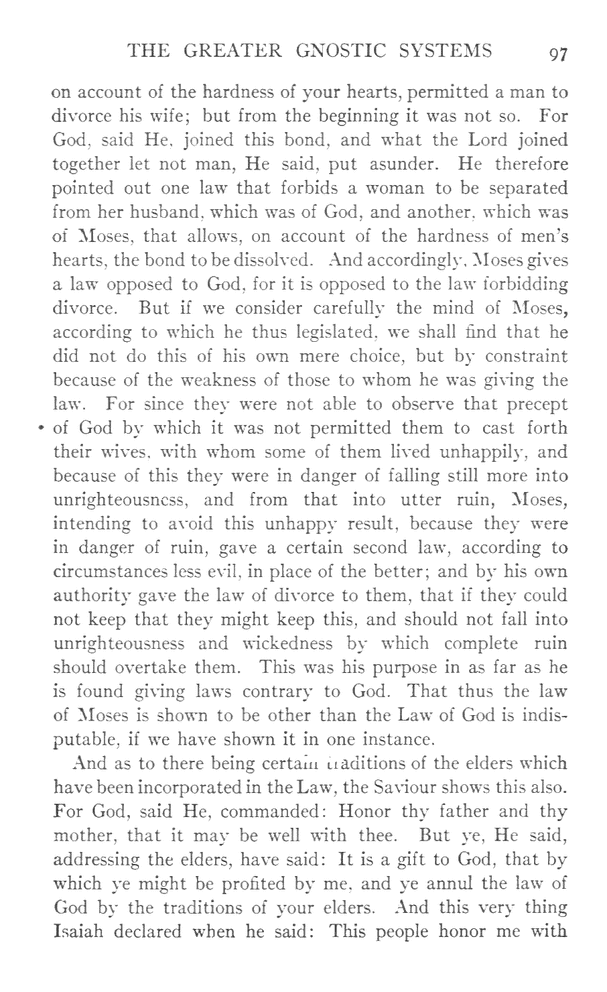 THE GREATER GNOSTIC SYSTEMS 97
on account of the hardness of your hearts, permitted a man to
divorce his wife; but from the beginning it was not so. For
God, said He, joined this bond, and what the Lord joined
together let not man, He said, put asunder. He therefore
pointed out one law that forbids a woman to be separated
from her husband, which was of God, and another, which was
of Moses, that allows, on account of the hardness of men's
hearts, the bond to be dissolved. And accordingly, Moses gives
a law opposed to God, for it is opposed to the law forbidding
divorce. But if we consider carefully the mind of Moses,
according to which he thus legislated, we shall find that he
did not do this of his own mere choice, but by constraint
because of the weakness of those to whom he was giving the
law. For since they were not able to observe that precept
• of God by which it was not permitted them to cast forth
their wives, with whom some of them lived unhappily, and
because of this they were in danger of falling still more into
unrighteousness, and from that into utter ruin, Moses,
intending to avoid this unhappy result, because they were
in danger of ruin, gave a certain second law, according to
circumstances less evil, in place of the better; and by his own
authority gave the law of divorce to them, that if they could
not keep that they might keep this, and should not fall into
unrighteousness and wickedness by which complete ruin
should overtake them. This was his purpose in as far as he
is found giving laws contrary to God. That thus the law
of Moses is shown to be other than the Law of God is indis-
putable, if we have shown it in one instance.
And as to there being certain traditions of the elders which
have been incorporated in the Law, the Saviour shows this also.
For God, said He, commanded: Honor thy father and thy
mother, that it may be well with thee. But ye, He said,
addressing the elders, have said: It is a gift to God, that by
which ye might be profited by me, and ye annul the law of
God by the traditions of your elders. And this very thing
Isaiah declared when he said: This people honor me with